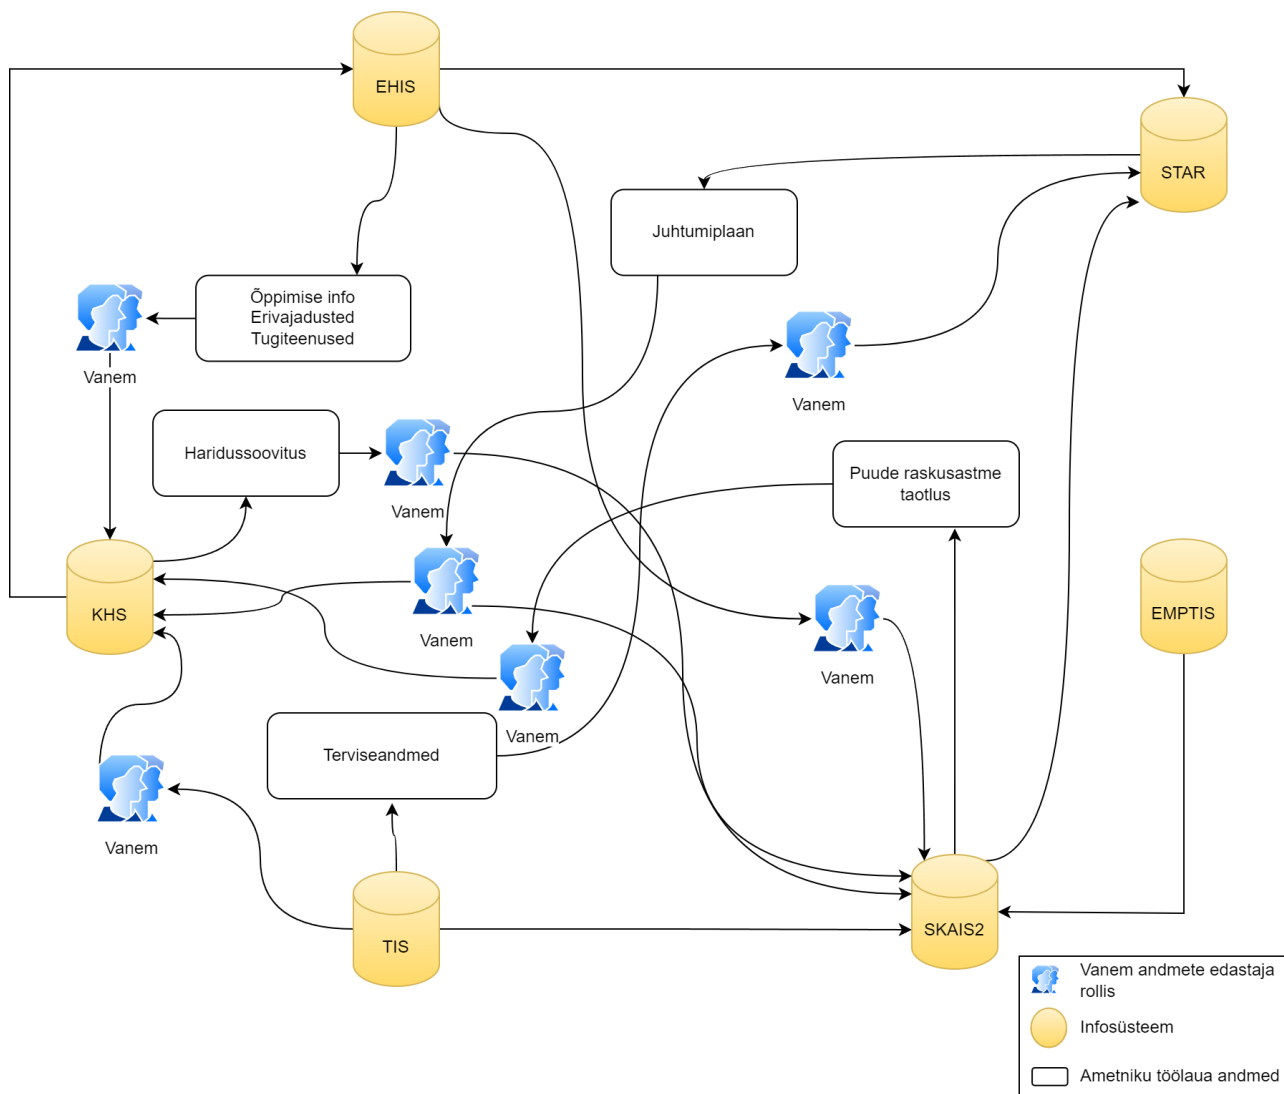 EHIS
STAR
Juhtumiplaan
Õppimise info
Erivajadusted
Tugiteenused
Vanem
Vanem
Haridussoovitus
Vanem
Puude raskusastme
taotlus
KHS
Vanem
EMPTIS
Vanem
Vanem
Terviseandmed
Vanem
TIS
SKAIS2
Vanem andmete edastaja
rollis
Infosüsteem
Ametniku töölaua andmed